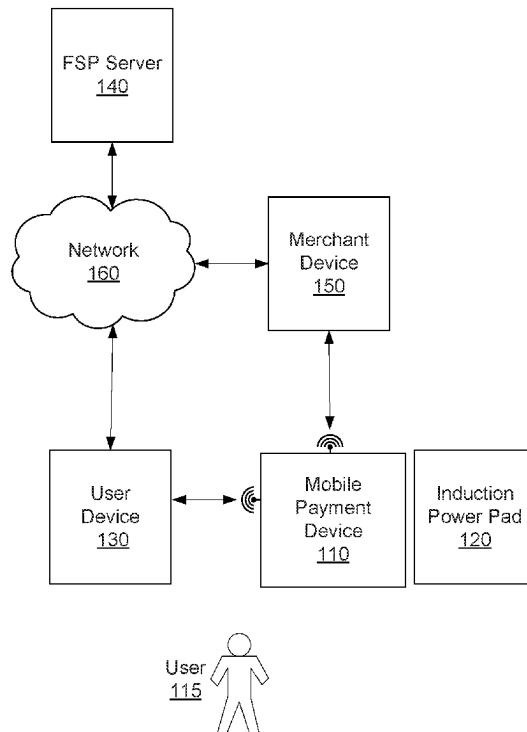 FSP Server
140
Network
160
Merchant
Device
150
User
Device
130
Mobile
Payment
Device
110
Induction
Power Pad
120
User
115